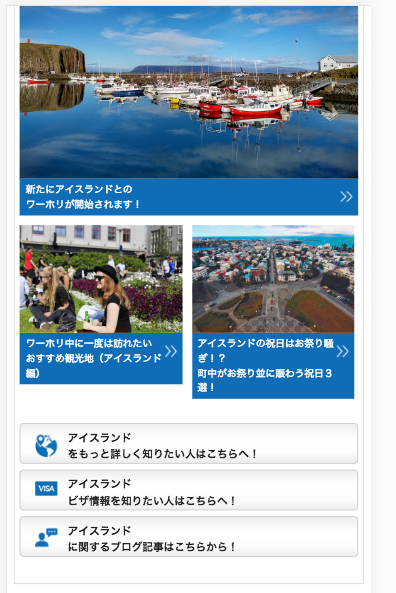 新たにアイスランドとの
ワーホリが開始されます！
ワーホリ中に一度は訪れたい
おすすめ観光地（アイスランド
編）
アイスランドの祝日はお祭り騒
ぎ！？
町中がお祭り並に賑わう祝日３
選！
アイスランド
をもっと詳しく知りたい人はこちらへ！
VISA
アイスランド
ビザ情報を知りたい人はこちらへ！
アイスランド
に関するブログ記事はこちらから！